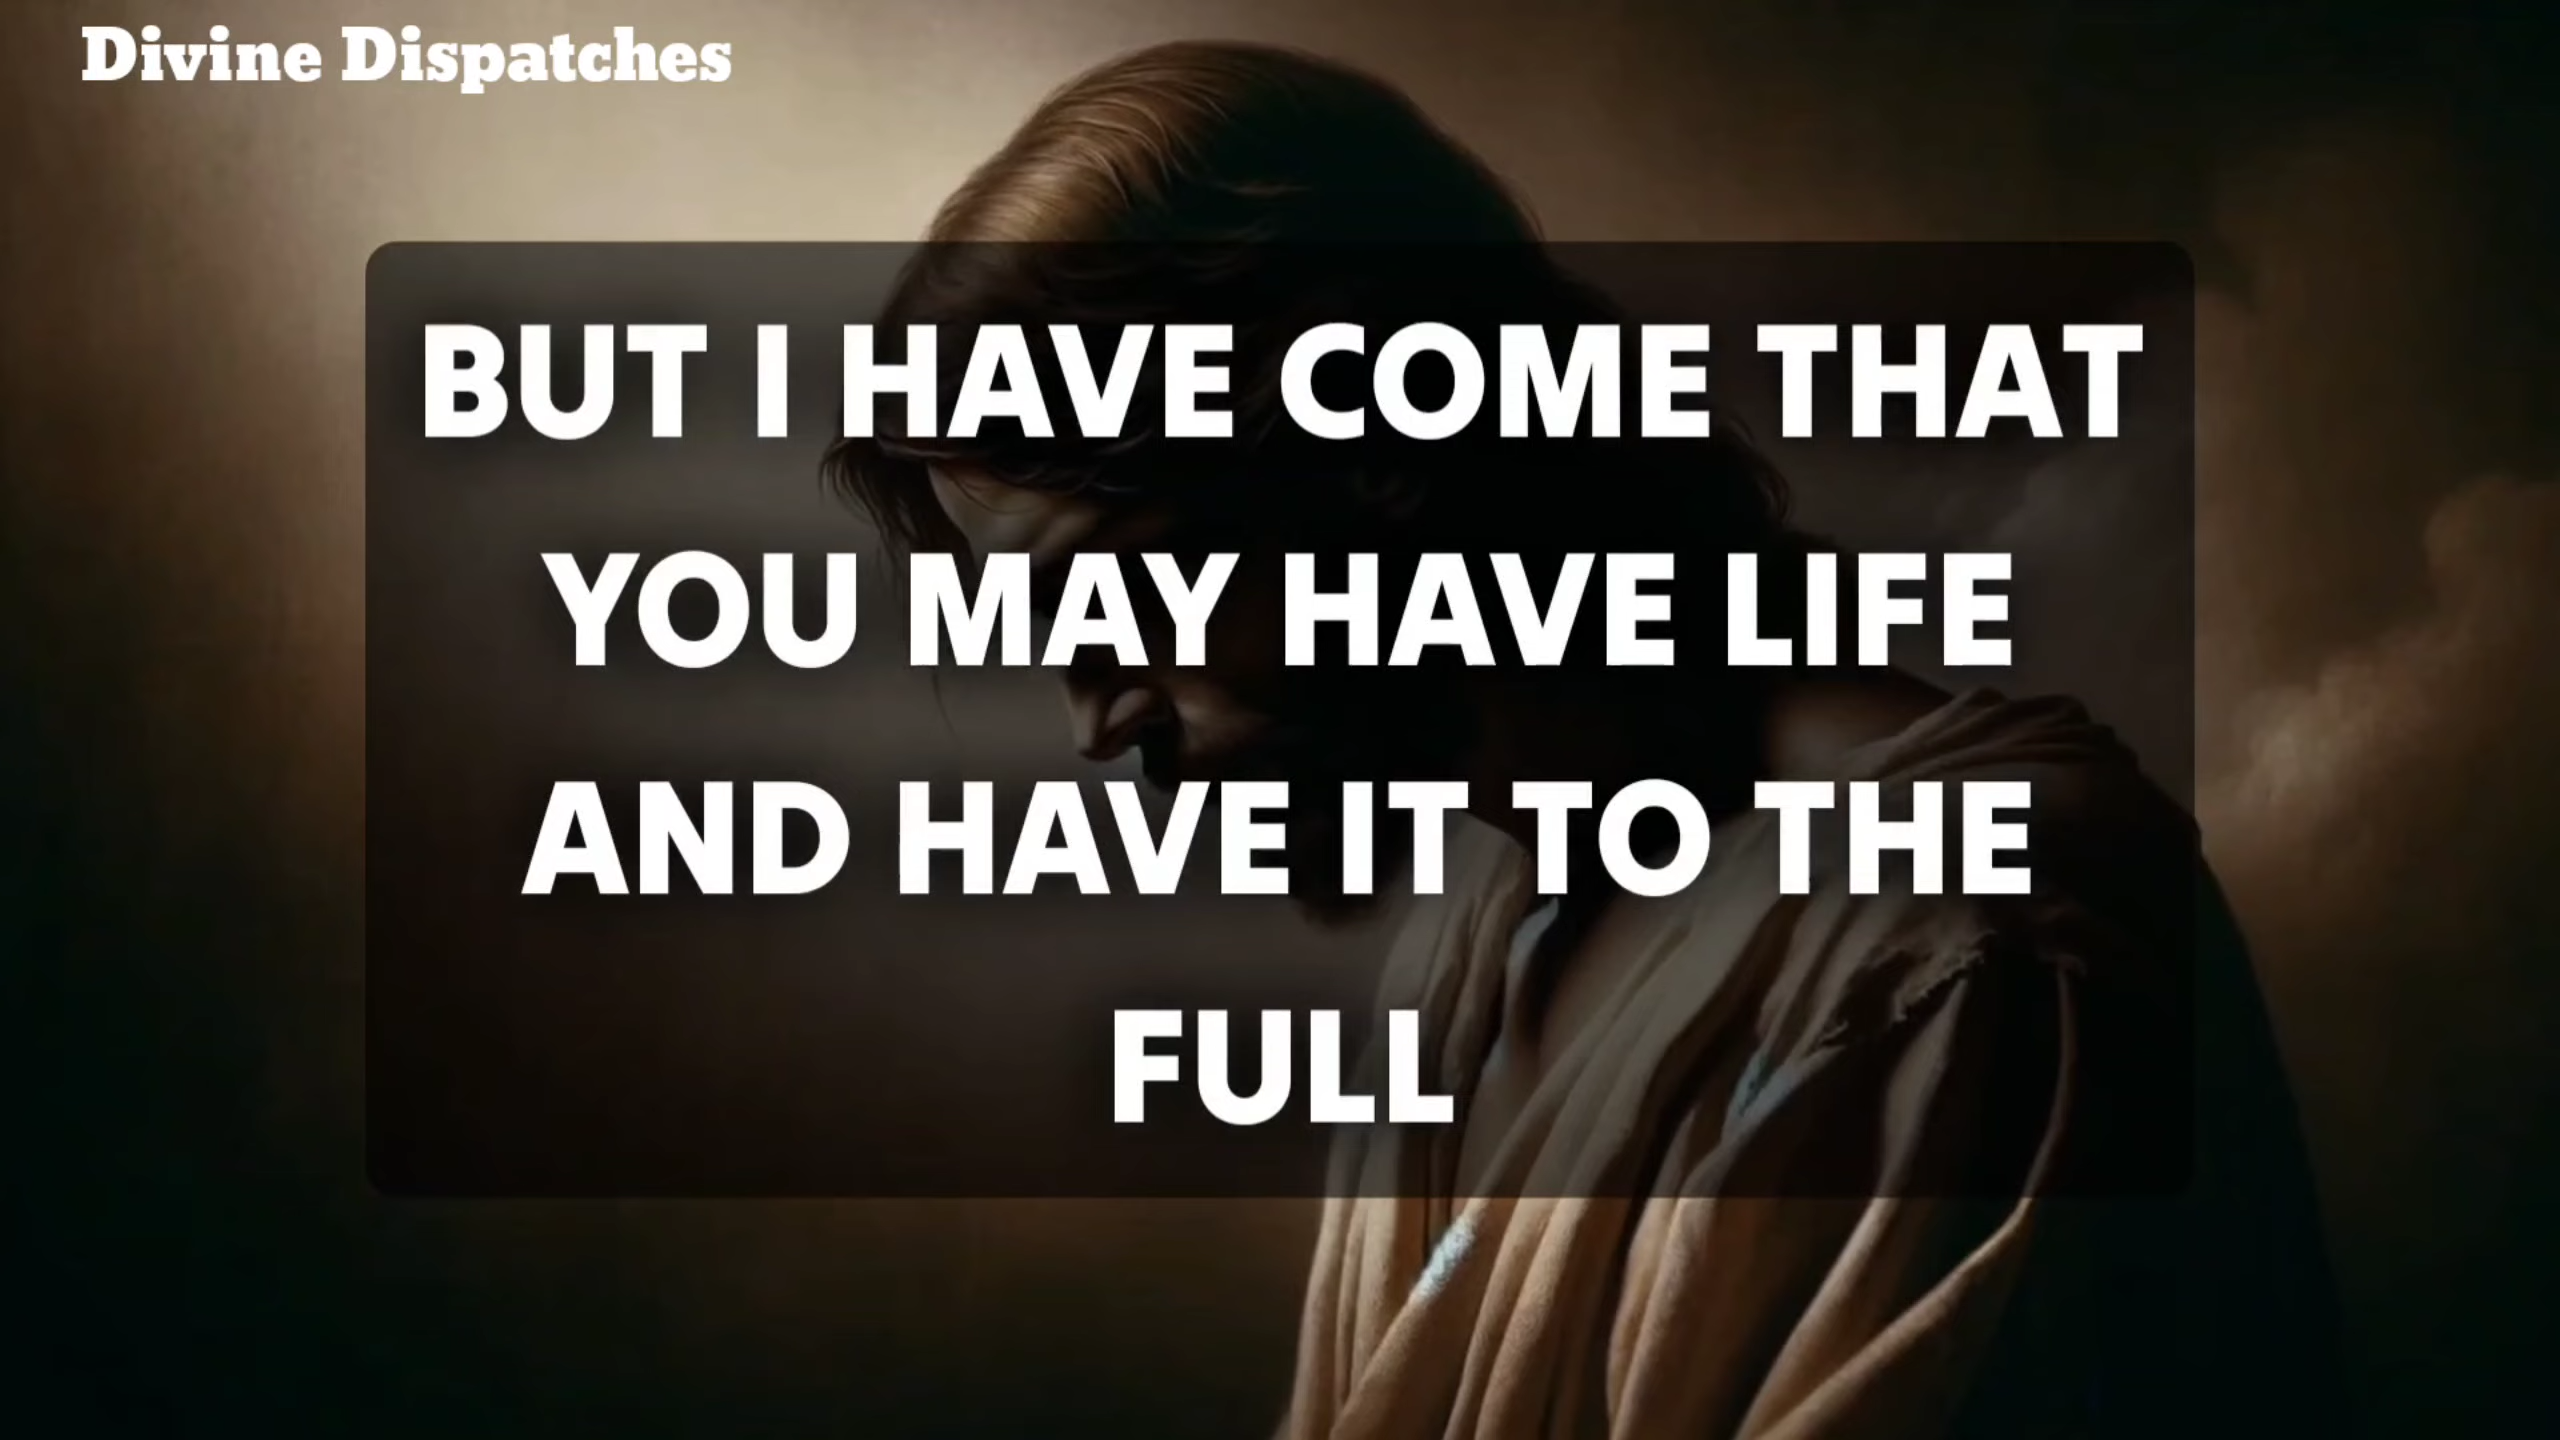 Divine Dispatches
BUT I HAVE COME THAT
YOU MAY HAVE LIFE
AND HAVE IT TO THE
FULL